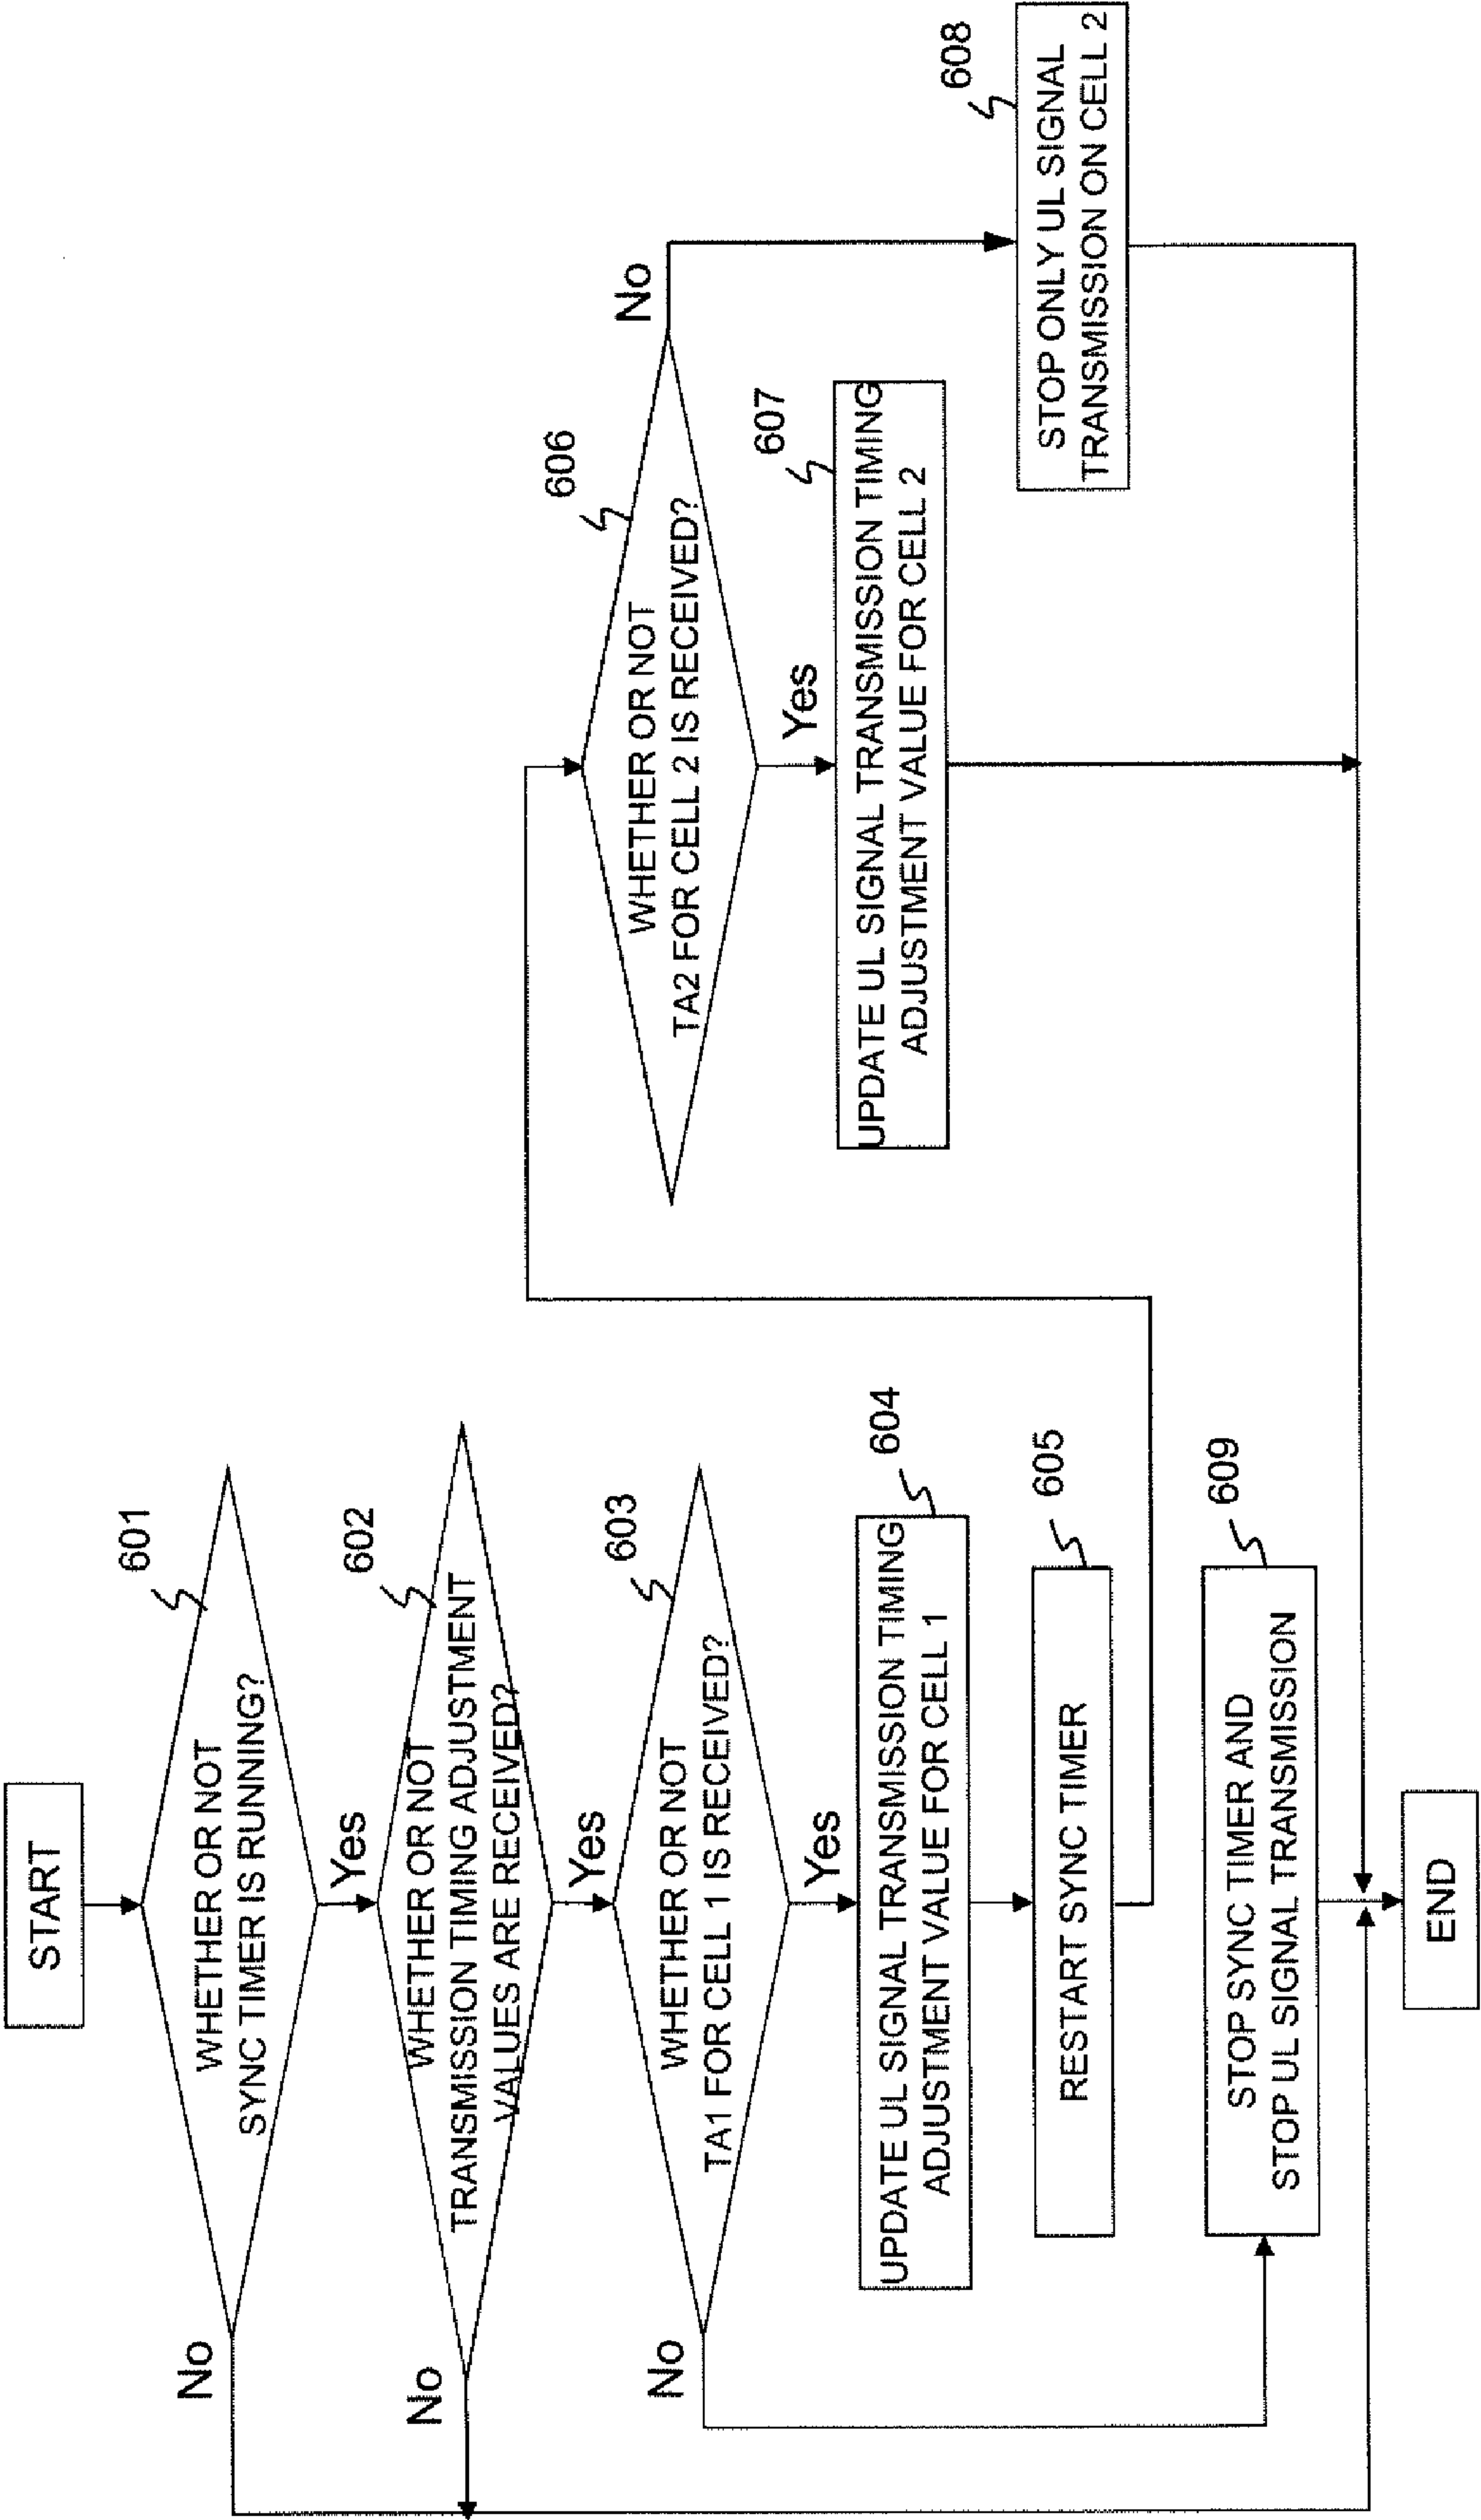 START
601
WHETHER OR NOT
SYNC TIMER IS RUNNING?
No
Yes
602
WHETHER OR NOT
TRANSMISSION TIMING ADJUSTMENT
VALUES ARE RECEIVED?
No
Yes
603
WHETHER OR NOT
TA1 FOR CELL 1 IS RECEIVED?
No
Yes
604
UPDATE UL SIGNAL TRANSMISSION TIMING
ADJUSTMENT VALUE FOR CELL 1
605
RESTART SYNC TIMER
609
STOP SYNC TIMER AND
STOP UL SIGNAL TRANSMISSION
END
606
WHETHER OR NOT
TA2 FOR CELL 2 IS RECEIVED?
No
Yes
607
UPDATE UL SIGNAL TRANSMISSION TIMING
ADJUSTMENT VALUE FOR CELL 2
608
STOP ONLY UL SIGNAL
TRANSMISSION ON CELL 2